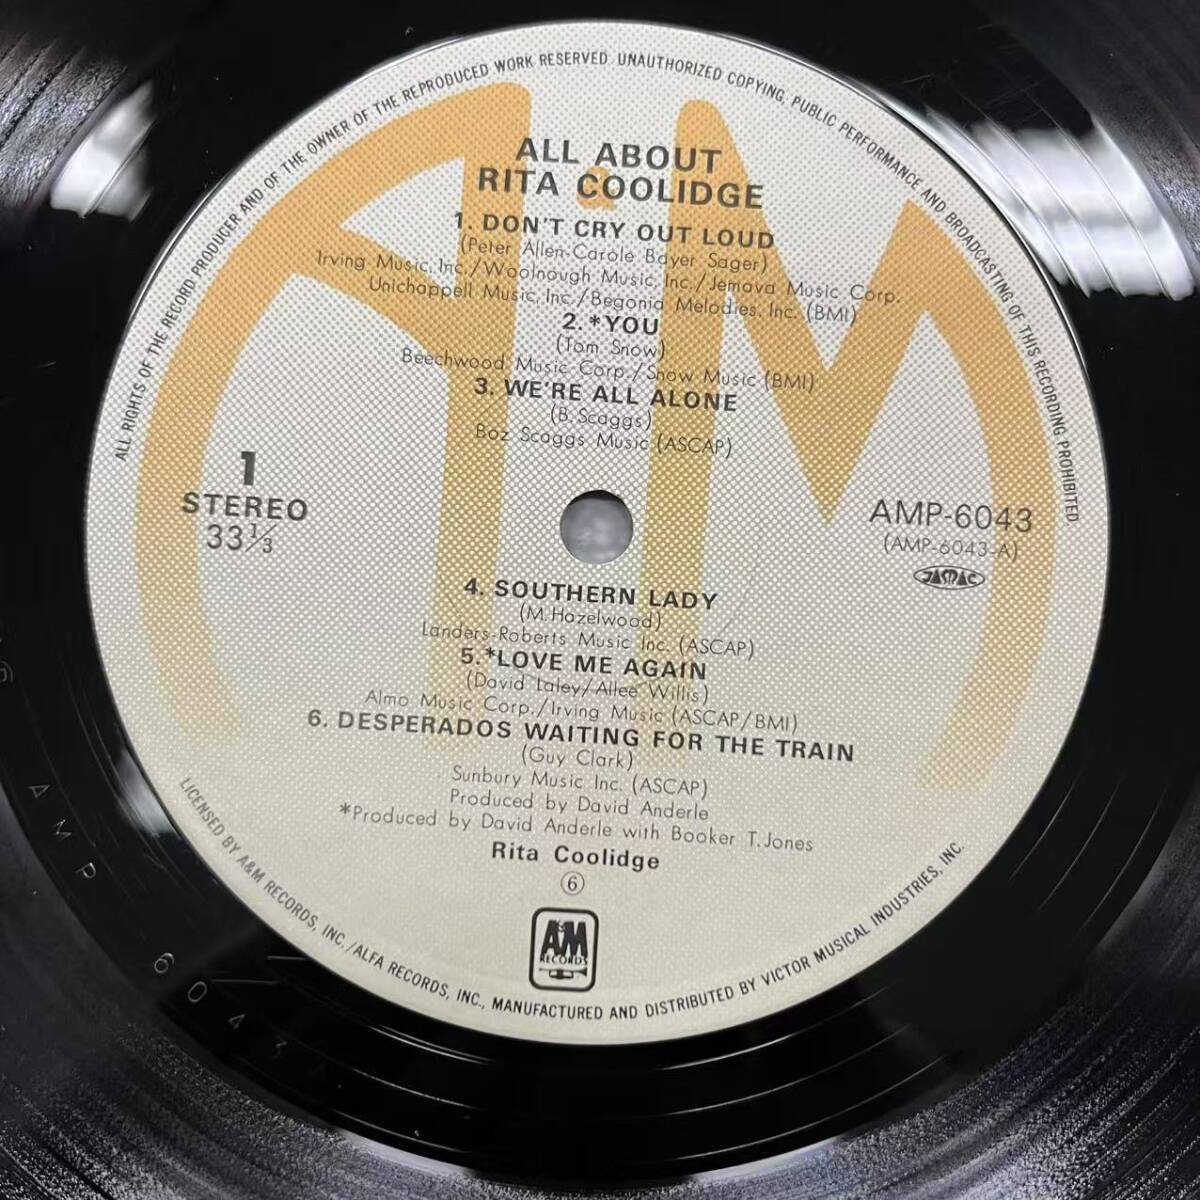 ALL RIGHTS OF THE RECORD PRODUCER AND OF THE OWNER OF THE REPRODUCED WORK RESERVED. UNAUTHORIZED COPYING, PUBLIC PERFORMANCE AND BROADCASTING OF THIS RECORDING PROHIBITED.
ALL ABOUT
RITA COOLIDGE
1. DON'T CRY OUT LOUD
(Peter Allen-Carole Bayer Sager)
Irving Music, Inc./Woolnough Music, Inc./Jemava Music Corp.
Unichappell Music, Inc./Begonia Melodies, Inc. (BMI)
2. *YOU
(Tom Snow)
Beechwood Music Corp./Snow Music (BMI)
3. WE'RE ALL ALONE
(B. Scaggs)
Boz Scaggs Music (ASCAP)
1
STEREO
33⅓
AMP-6043
(AMP-6043-A)
JASRAC
4. SOUTHERN LADY
(M. Hazelwood)
Landers-Roberts Music Inc. (ASCAP)
5. *LOVE ME AGAIN
(David Laley/Allee Willis)
Almo Music Corp./Irving Music (ASCAP/BMI)
6. DESPERADOS WAITING FOR THE TRAIN
(Guy Clark)
Sunbury Music Inc. (ASCAP)
Produced by David Anderle
*Produced by David Anderle with Booker T. Jones
Rita Coolidge
⑥
A&M
RECORDS
LICENSED BY A&M RECORDS, INC./ALFA RECORDS, INC., MANUFACTURED AND DISTRIBUTED BY VICTOR MUSICAL INDUSTRIES, INC.
AMP 6043